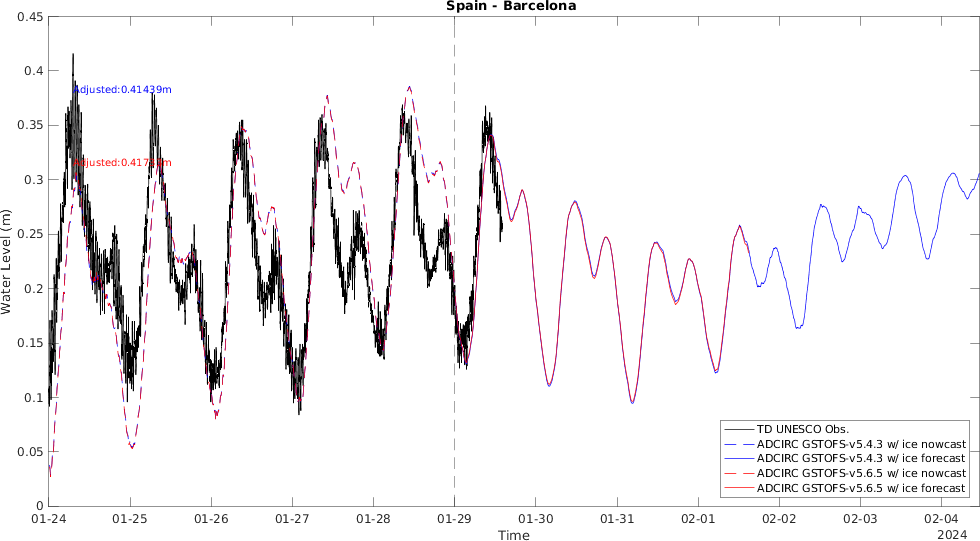 Spain - Barcelona
Water Level (m)
0.45
0.4
0.35
0.3
0.25
0.2
0.15
0.1
0.05
0
Adjusted:0.41439m
TD UNESCO Obs.
ADCIRC GSTOFS-v5.4.3 w/ ice nowcast
ADCIRC GSTOFS-v5.4.3 w/ ice forecast
ADCIRC GSTOFS-v5.6.5 w/ ice nowcast
ADCIRC GSTOFS-v5.6.5 w/ ice forecast
01-24 01-25 01-26 01-27 01-28 01-29 01-30 01-31 02-01 02-02 02-03 02-04
Time
2024